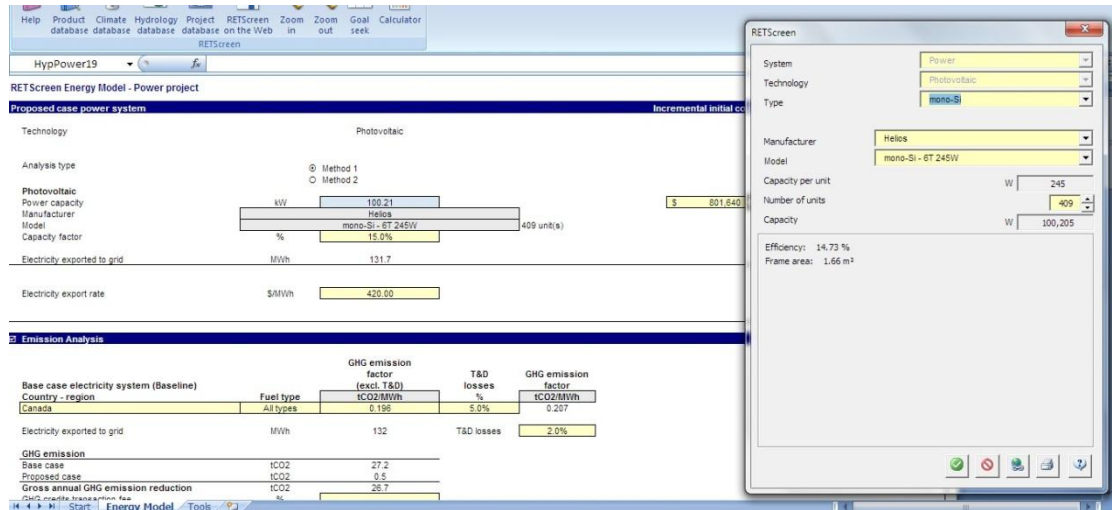 Help Product database Climate database Hydrology database Project database RETScreen on the Web Zoom in Zoom out Goal seek Calculator
RETScreen
HypPower19 fx
RETScreen Energy Model - Power project
Proposed case power system Incremental initial co
Technology Photovoltaic
Analysis type
Method 1
Method 2
Photovoltaic
Power capacity kW 100.21 $ 801,640
Manufacturer Helios
Model mono-Si - 6T 245W 409 unit(s)
Capacity factor % 15.0%
Electricity exported to grid MWh 131.7
Electricity export rate $/MWh 420.00
Emission Analysis
GHG emission factor (excl. T&D) T&D losses GHG emission factor
Base case electricity system (Baseline)
Country - region Fuel type tCO2/MWh % tCO2/MWh
Canada All types 0.196 5.0% 0.207
Electricity exported to grid MWh 132 T&D losses 2.0%
GHG emission
Base case tCO2 27.2
Proposed case tCO2 0.5
Gross annual GHG emission reduction tCO2 26.7
GHG credits transaction fee %
Start Energy Model Tools
RETScreen
System Power
Technology Photovoltaic
Type mono-Si
Manufacturer Helios
Model mono-Si - 6T 245W
Capacity per unit W 245
Number of units 409
Capacity W 100,205
Efficiency: 14.73 %
Frame area: 1.66 m²